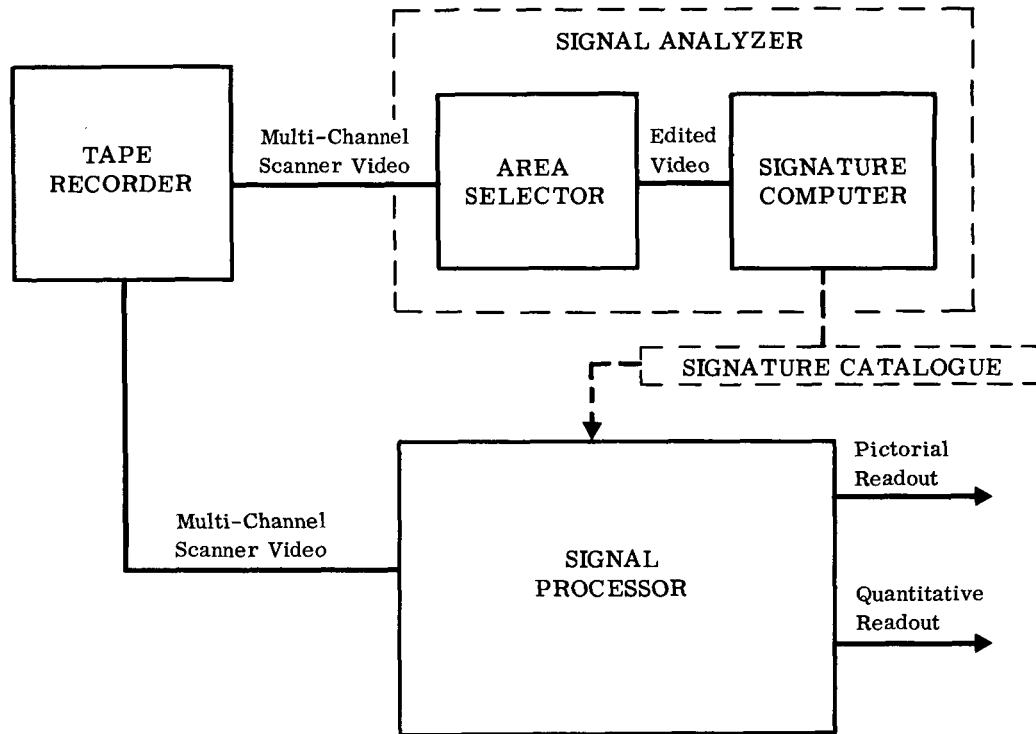 SIGNAL ANALYZER
TAPE
RECORDER
Multi-Channel
Scanner Video
AREA
SELECTOR
Edited
Video
SIGNATURE
COMPUTER
SIGNATURE CATALOGUE
Multi-Channel
Scanner Video
SIGNAL
PROCESSOR
Pictorial
Readout
Quantitative
Readout